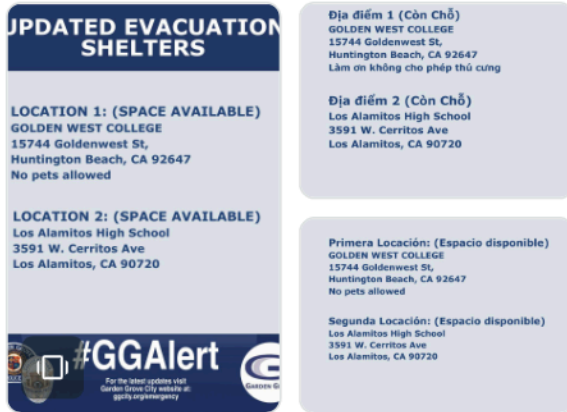 UPDATED EVACUATION
SHELTERS
LOCATION 1: (SPACE AVAILABLE)
GOLDEN WEST COLLEGE
15744 Goldenwest St,
Huntington Beach, CA 92647
No pets allowed
LOCATION 2: (SPACE AVAILABLE)
Los Alamitos High School
3591 W. Cerritos Ave
Los Alamitos, CA 90720
#GGAlert
For the latest updates visit
Garden Grove City website at:
ggcity.org/emergency
GARDEN G
Địa điểm 1 (Còn Chỗ)
GOLDEN WEST COLLEGE
15744 Goldenwest St,
Huntington Beach, CA 92647
Làm ơn không cho phép thú cưng
Địa điểm 2 (Còn Chỗ)
Los Alamitos High School
3591 W. Cerritos Ave
Los Alamitos, CA 90720
Primera Locación: (Espacio disponible)
GOLDEN WEST COLLEGE
15744 Goldenwest St,
Huntington Beach, CA 92647
No pets allowed
Segunda Locación: (Espacio disponible)
Los Alamitos High School
3591 W. Cerritos Ave
Los Alamitos, CA 90720